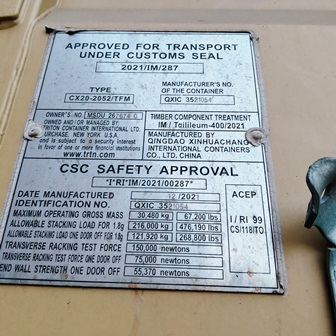 APPROVED FOR TRANSPORT
UNDER CUSTOMS SEAL
2021/IM/287
TYPE
CX20-2052/TFM
MANUFACTURER'S NO.
OF THE CONTAINER
QXIC
OWNER'S NO. MSDU
OWNED AND/OR MANAGED BY:
TRITON CONTAINER INTERNATIONAL LTD.
PURCHASE, NEW YORK, U.S.A.
and is subject to a security interest
in favor of one or more financial institutions
www.trtn.com
TIMBER COMPONENT TREATMENT
IM / Tailileum-400/2021
MANUFACTURED BY
QINGDAO XINHUACHANG
INTERNATIONAL CONTAINERS
CO., LTD. CHINA
CSC SAFETY APPROVAL
"I"RI"IM/2021/00287"
DATE MANUFACTURED 12/2021
IDENTIFICATION NO. QXIC
MAXIMUM OPERATING GROSS MASS 30,480 kg 67,200 lbs
ALLOWABLE STACKING LOAD FOR 1.8g 216,000 kg 476,190 lbs
ALLOWABLE STACKING ONE DOOR OFF FOR 1.8g 121,920 kg 268,800 lbs
TRANSVERSE RACKING TEST FORCE 150,000 newtons
TRANSVERSE RACKING TEST FORCE ONE DOOR OFF 75,000 newtons
END WALL STRENGTH ONE DOOR OFF 55,370 newtons
ACEP
I / RI 99
CS/118/ITO